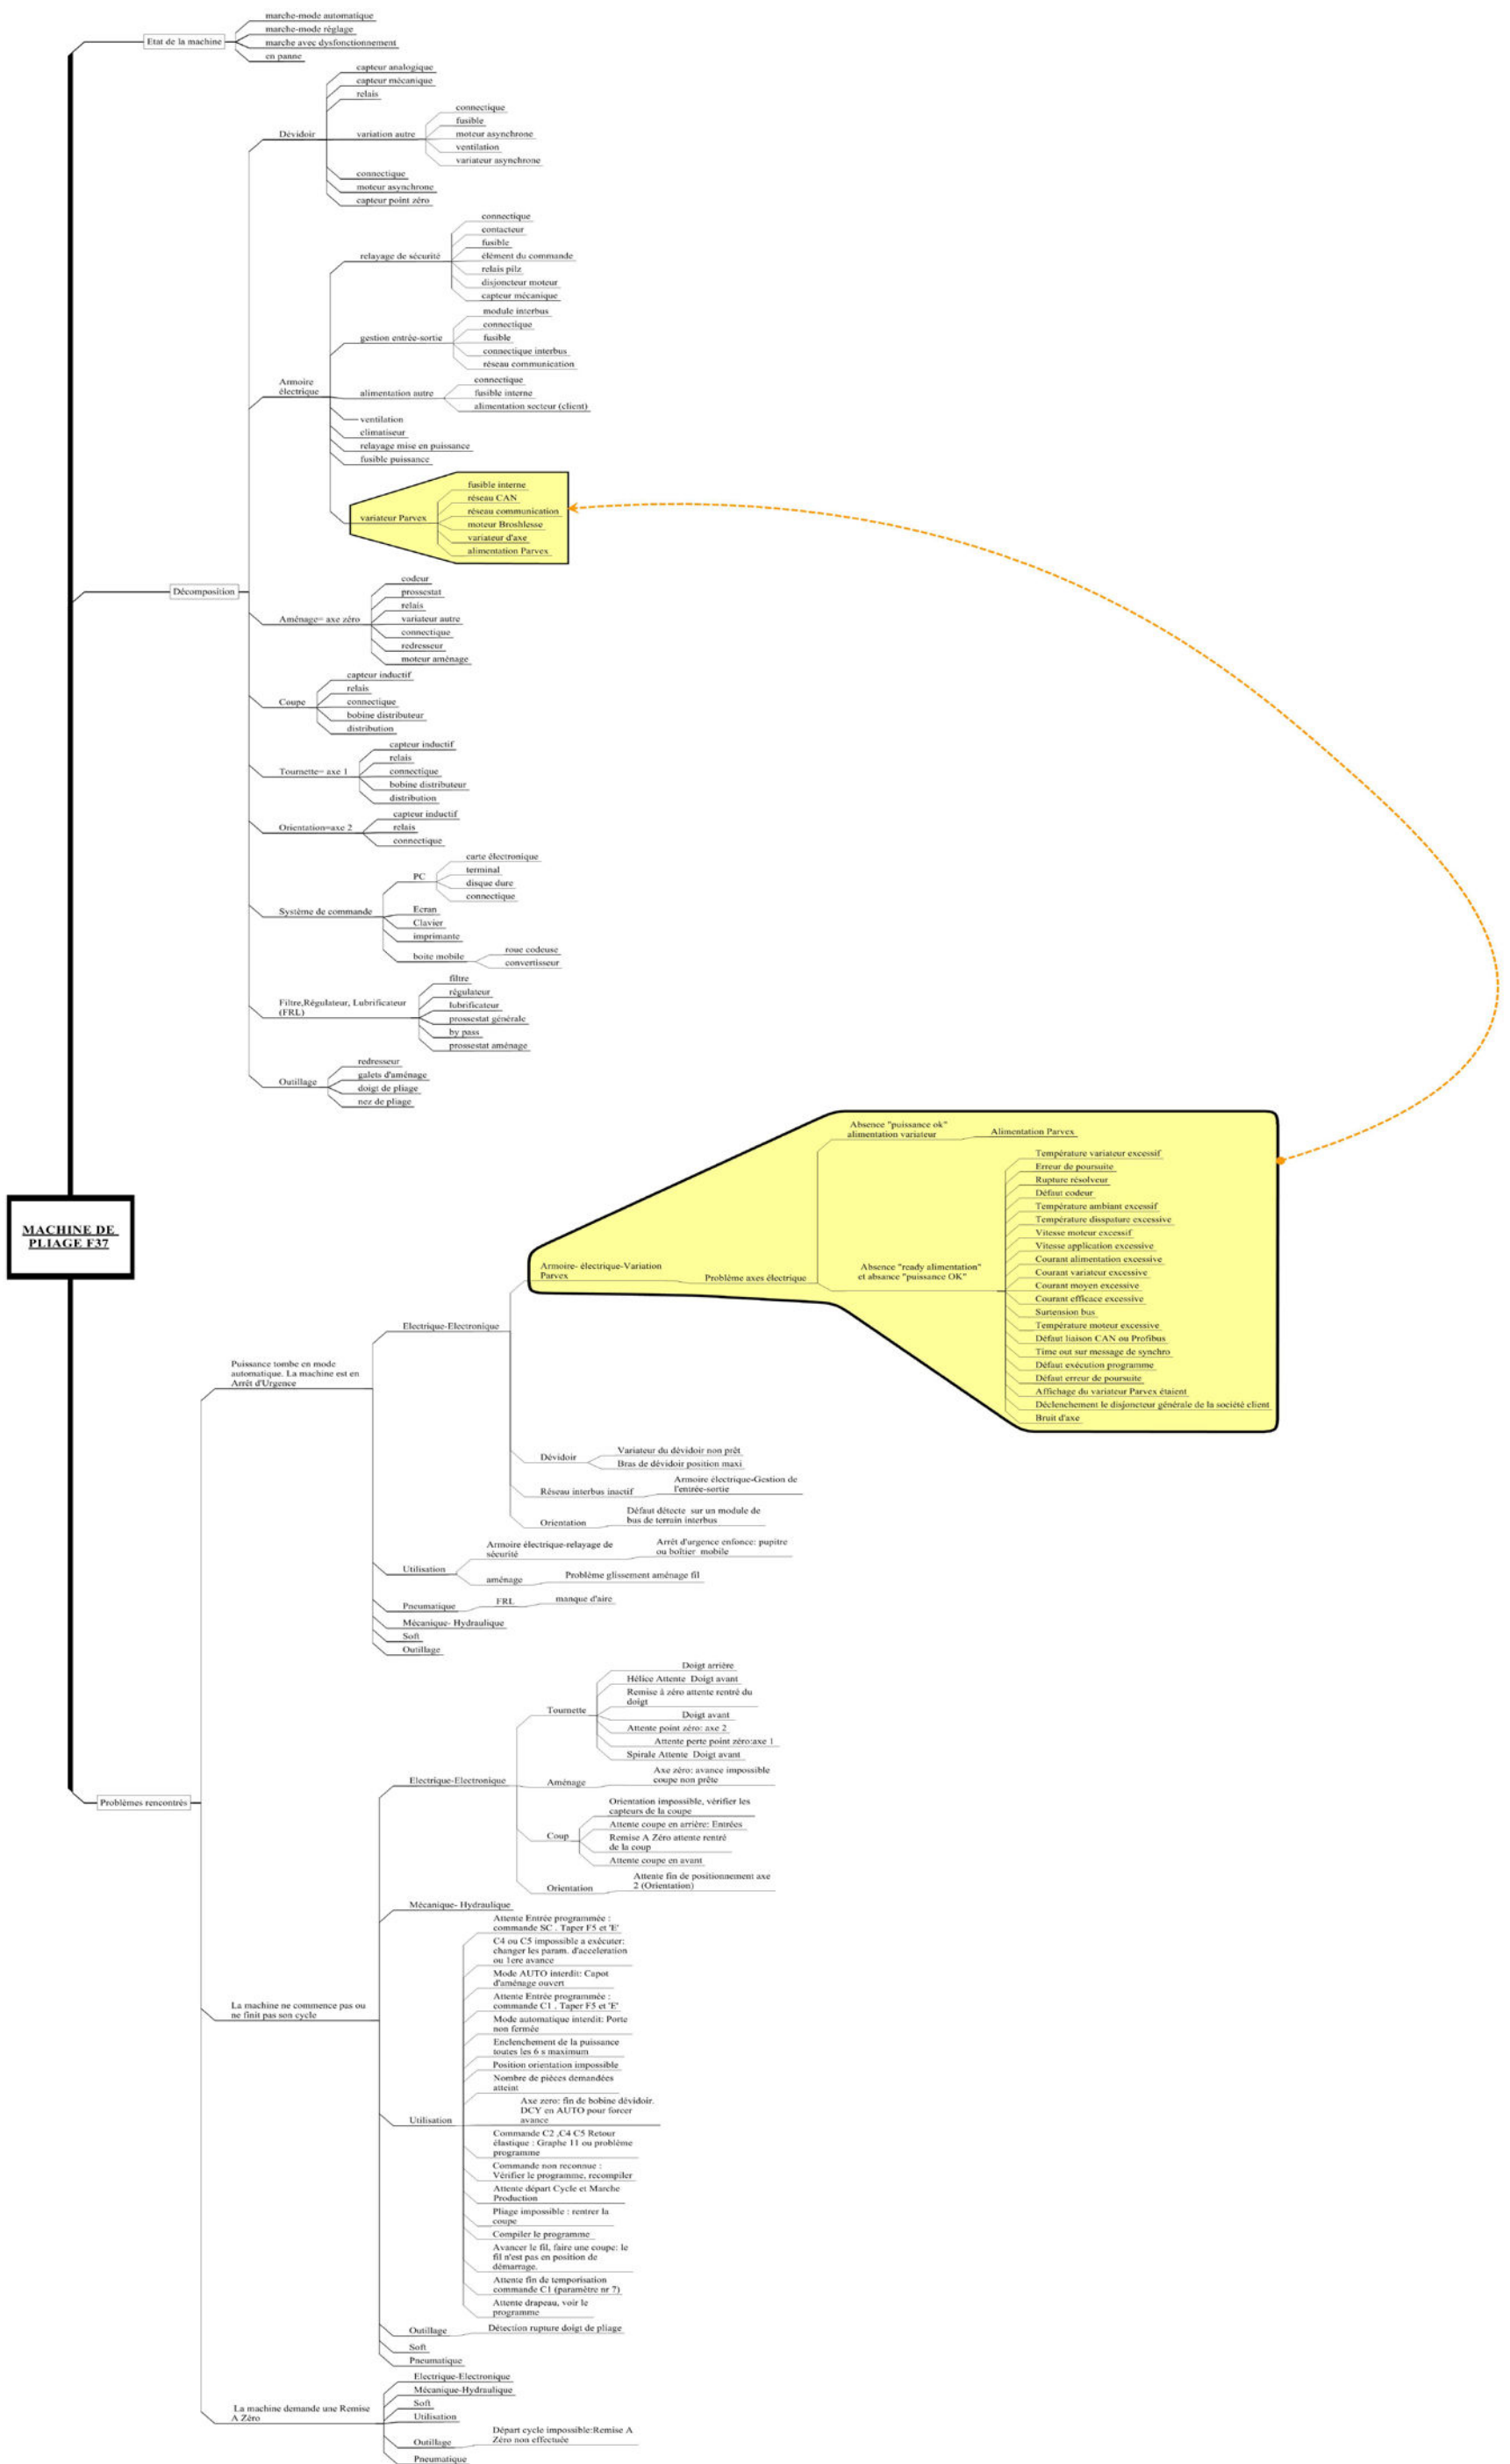 marche-mode automatique
marche-mode réglage
Etat de la machine
marche avec dysfonctionnement
en panne
capteur analogique
capteur mécanique
relais
connectique
fusible
Dévidoir
variation autre
moteur asynchrone
ventilation
variateur asynchrone
connectique
moteur asynchrone
capteur point zéro
connectique
contacteur
fusible
relayage de sécurité
élément du commande
relais pilz
disjoncteur moteur
capteur mécanique
module interbus
connectique
gestion entrée-sortie
fusible
connectique interbus
réseau communication
Armoire
électrique
connectique
alimentation autre
fusible interne
alimentation secteur (client)
ventilation
climatiseur
relayage mise en puissance
fusible puissance
fusible interne
réseau CAN
réseau communication
variateur Parvex
moteur Broshlesse
variateur d'axe
alimentation Parvex
Décomposition
codeur
prossestat
relais
Aménage= axe zéro
variateur autre
connectique
redresseur
moteur aménage
capteur inductif
relais
Coupe
connectique
bobine distributeur
distribution
capteur inductif
relais
Tournette= axe 1
connectique
bobine distributeur
distribution
capteur inductif
Orientation=axe 2
relais
connectique
carte électronique
PC
terminal
disque dure
connectique
Système de commande
Ecran
Clavier
imprimante
boite mobile
roue codeuse
convertisseur
filtre
régulateur
Filtre,Régulateur, Lubrificateur
(FRL)
lubrificateur
prossestat générale
by pass
prossestat aménage
redresseur
Outillage
galets d'aménage
doigt de pliage
nez de pliage
MACHINE DE
PLIAGE F37
Absence "puissance ok"
alimentation variateur
Alimentation Parvex
Température variateur excessif
Erreur de poursuite
Rupture résolveur
Défaut codeur
Température ambiant excessif
Température disspature excessive
Vitesse moteur excessif
Vitesse application excessive
Armoire- électrique-Variation
Parvex
Problème axes électrique
Absence "ready alimentation"
et absance "puissance OK"
Courant alimentation excessive
Courant variateur excessive
Courant moyen excessive
Courant efficace excessive
Surtension bus
Température moteur excessive
Défaut liaison CAN ou Profibus
Time out sur message de synchro
Défaut exécution programme
Défaut erreur de poursuite
Affichage du variateur Parvex étaient
Déclenchement le disjoncteur générale de la société client
Bruit d'axe
Electrique-Electronique
Puissance tombe en mode
automatique. La machine est en
Arrêt d'Urgence
Dévidoir
Variateur du dévidoir non prêt
Bras de dévidoir position maxi
Réseau interbus inactif
Armoire électrique-Gestion de
l'entrée-sortie
Orientation
Défaut détecte sur un module de
bus de terrain interbus
Utilisation
Armoire électrique-relayage de
sécurité
Arrêt d'urgence enfonce: pupitre
ou boîtier mobile
aménage
Problème glissement aménage fil
Pneumatique
FRL
manque d'aire
Mécanique- Hydraulique
Soft
Outillage
Problèmes rencontrés
Doigt arrière
Hélice Attente Doigt avant
Remise à zéro attente rentré du
doigt
Tournette
Doigt avant
Attente point zéro: axe 2
Attente perte point zéro:axe 1
Spirale Attente Doigt avant
Electrique-Electronique
Aménage
Axe zéro: avance impossible
coupe non prête
Orientation impossible, vérifier les
capteurs de la coupe
Attente coupe en arrière: Entrées
Coup
Remise A Zéro attente rentré
de la coup
Attente coupe en avant
Orientation
Attente fin de positionnement axe
2 (Orientation)
Mécanique- Hydraulique
La machine ne commence pas ou
ne finit pas son cycle
Attente Entrée programmée :
commande SC . Taper F5 et 'E'
C4 ou C5 impossible a exécuter:
changer les param. d'acceleration
ou 1ere avance
Mode AUTO interdit: Capot
d'aménage ouvert
Attente Entrée programmée :
commande C1 . Taper F5 et 'E'
Mode automatique interdit: Porte
non fermée
Enclenchement de la puissance
toutes les 6 s maximum
Position orientation impossible
Nombre de pièces demandées
atteint
Utilisation
Axe zero: fin de bobine dévidoir.
DCY en AUTO pour forcer
avance
Commande C2 ,C4 C5 Retour
élastique : Graphe 11 ou problème
programme
Commande non reconnue :
Vérifier le programme, recompiler
Attente départ Cycle et Marche
Production
Pliage impossible : rentrer la
coupe
Compiler le programme
Avancer le fil, faire une coupe: le
fil n'est pas en position de
démarrage.
Attente fin de temporisation
commande C1 (paramètre nr 7)
Attente drapeau, voir le
programme
Outillage
Détection rupture doigt de pliage
Soft
Pneumatique
La machine demande une Remise
A Zéro
Electrique-Electronique
Mécanique-Hydraulique
Soft
Utilisation
Outillage
Départ cycle impossible:Remise A
Zéro non effectuée
Pneumatique